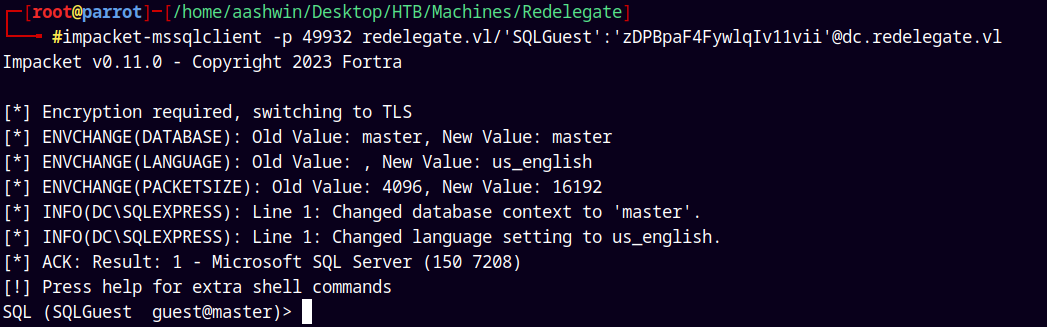 [root@parrot]─[/home/aashwin/Desktop/HTB/Machines/Redelegate]
#impacket-mssqlclient -p 49932 redelegate.vl/'SQLGuest':'zDPBpaF4FywlqIv11vii'@dc.redelegate.vl
Impacket v0.11.0 - Copyright 2023 Fortra
[*] Encryption required, switching to TLS
[*] ENVCHANGE(DATABASE): Old Value: master, New Value: master
[*] ENVCHANGE(LANGUAGE): Old Value: , New Value: us_english
[*] ENVCHANGE(PACKETSIZE): Old Value: 4096, New Value: 16192
[*] INFO(DC\SQLEXPRESS): Line 1: Changed database context to 'master'.
[*] INFO(DC\SQLEXPRESS): Line 1: Changed language setting to us_english.
[*] ACK: Result: 1 - Microsoft SQL Server (150 7208)
[!] Press help for extra shell commands
SQL (SQLGuest  guest@master)>